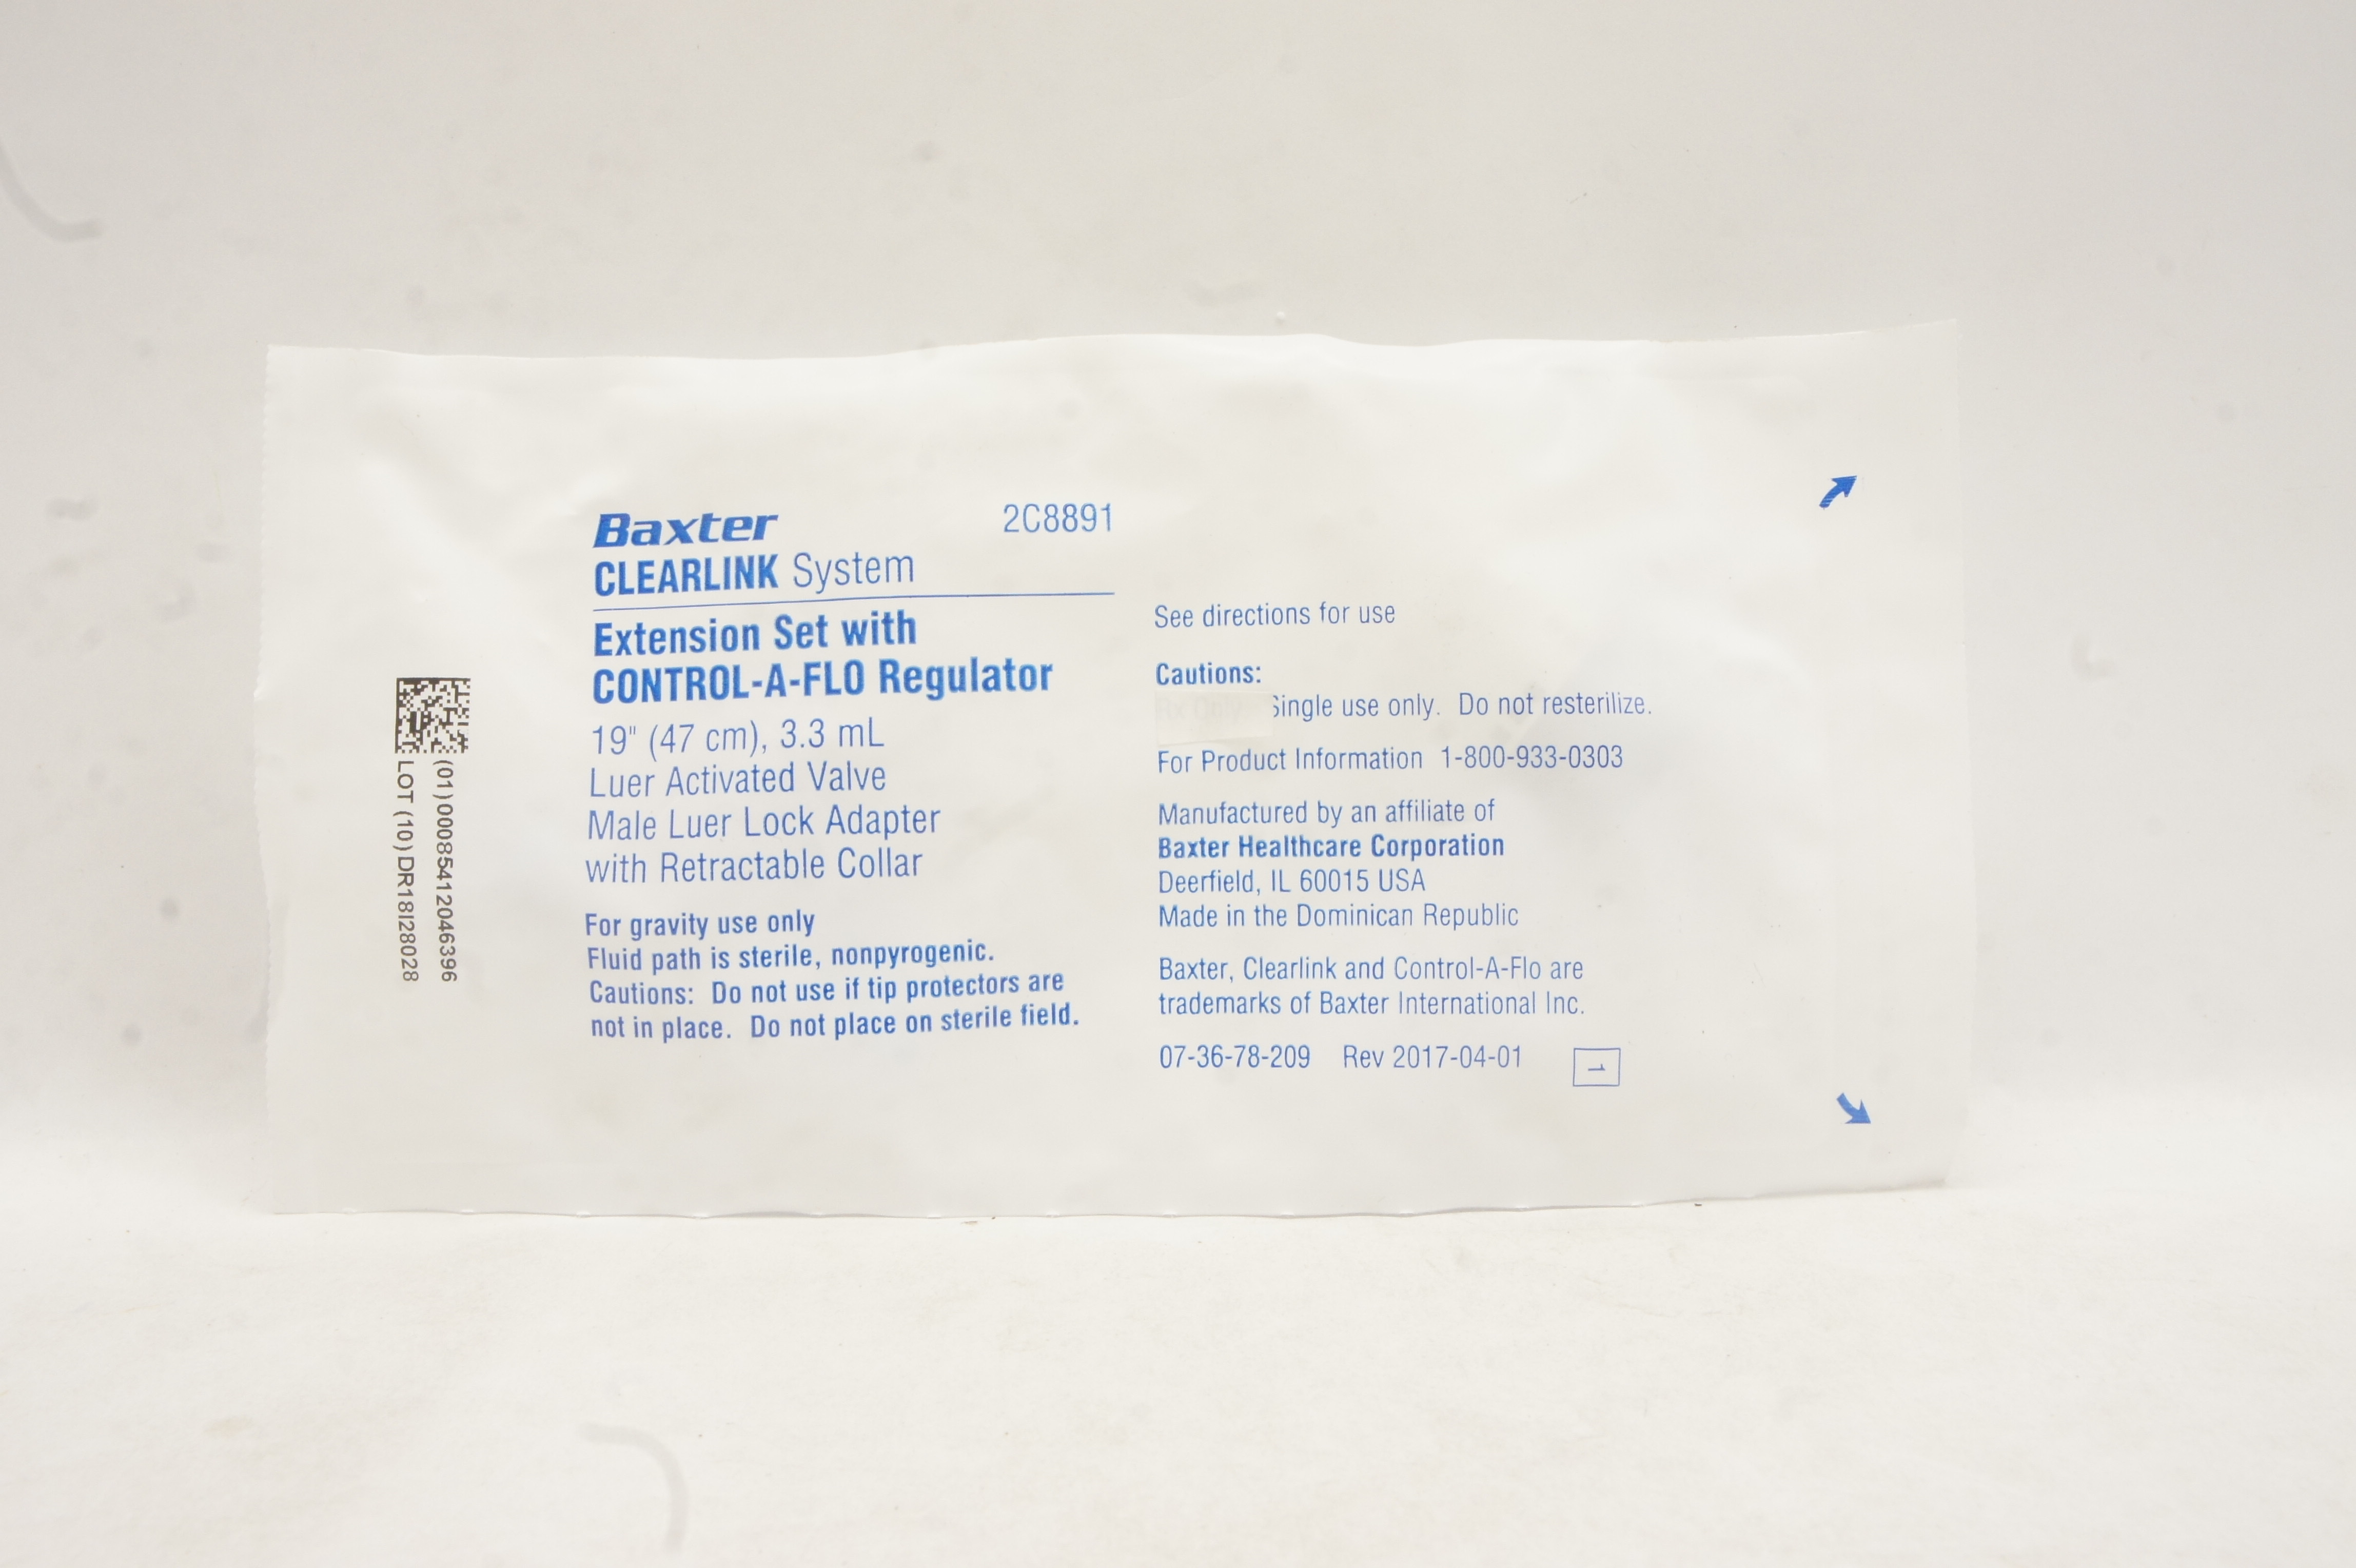 Baxter 2C8891
CLEARLINK System
Extension Set with
CONTROL-A-FLO Regulator
19" (47 cm), 3.3 mL
Luer Activated Valve
Male Luer Lock Adapter
with Retractable Collar
For gravity use only
Fluid path is sterile, nonpyrogenic.
Cautions: Do not use if tip protectors are
not in place. Do not place on sterile field.
See directions for use
Cautions:
Rx Only Single use only. Do not resterilize.
For Product Information 1-800-933-0303
Manufactured by an affiliate of
Baxter Healthcare Corporation
Deerfield, IL 60015 USA
Made in the Dominican Republic
Baxter, Clearlink and Control-A-Flo are
trademarks of Baxter International Inc.
07-36-78-209 Rev 2017-04-01 1
(01)00085412046396
LOT (10)DR18I28028